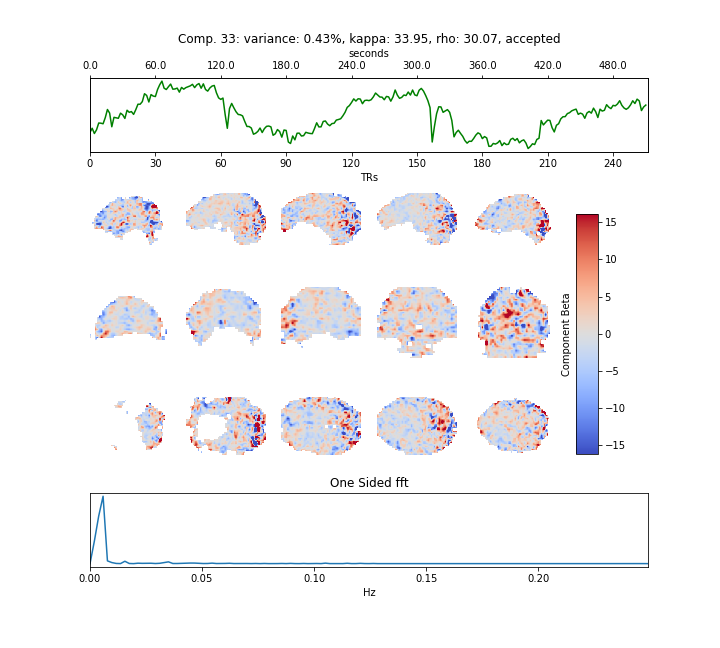 Comp. 33: variance: 0.43%, kappa: 33.95, rho: 30.07, accepted
seconds
0.0 60.0 120.0 180.0 240.0 300.0 360.0 420.0 480.0
0 30 60 90 120 150 180 210 240
TRs
15
10
5
0
−5
−10
−15
Component Beta
One Sided fft
0.00 0.05 0.10 0.15 0.20
Hz